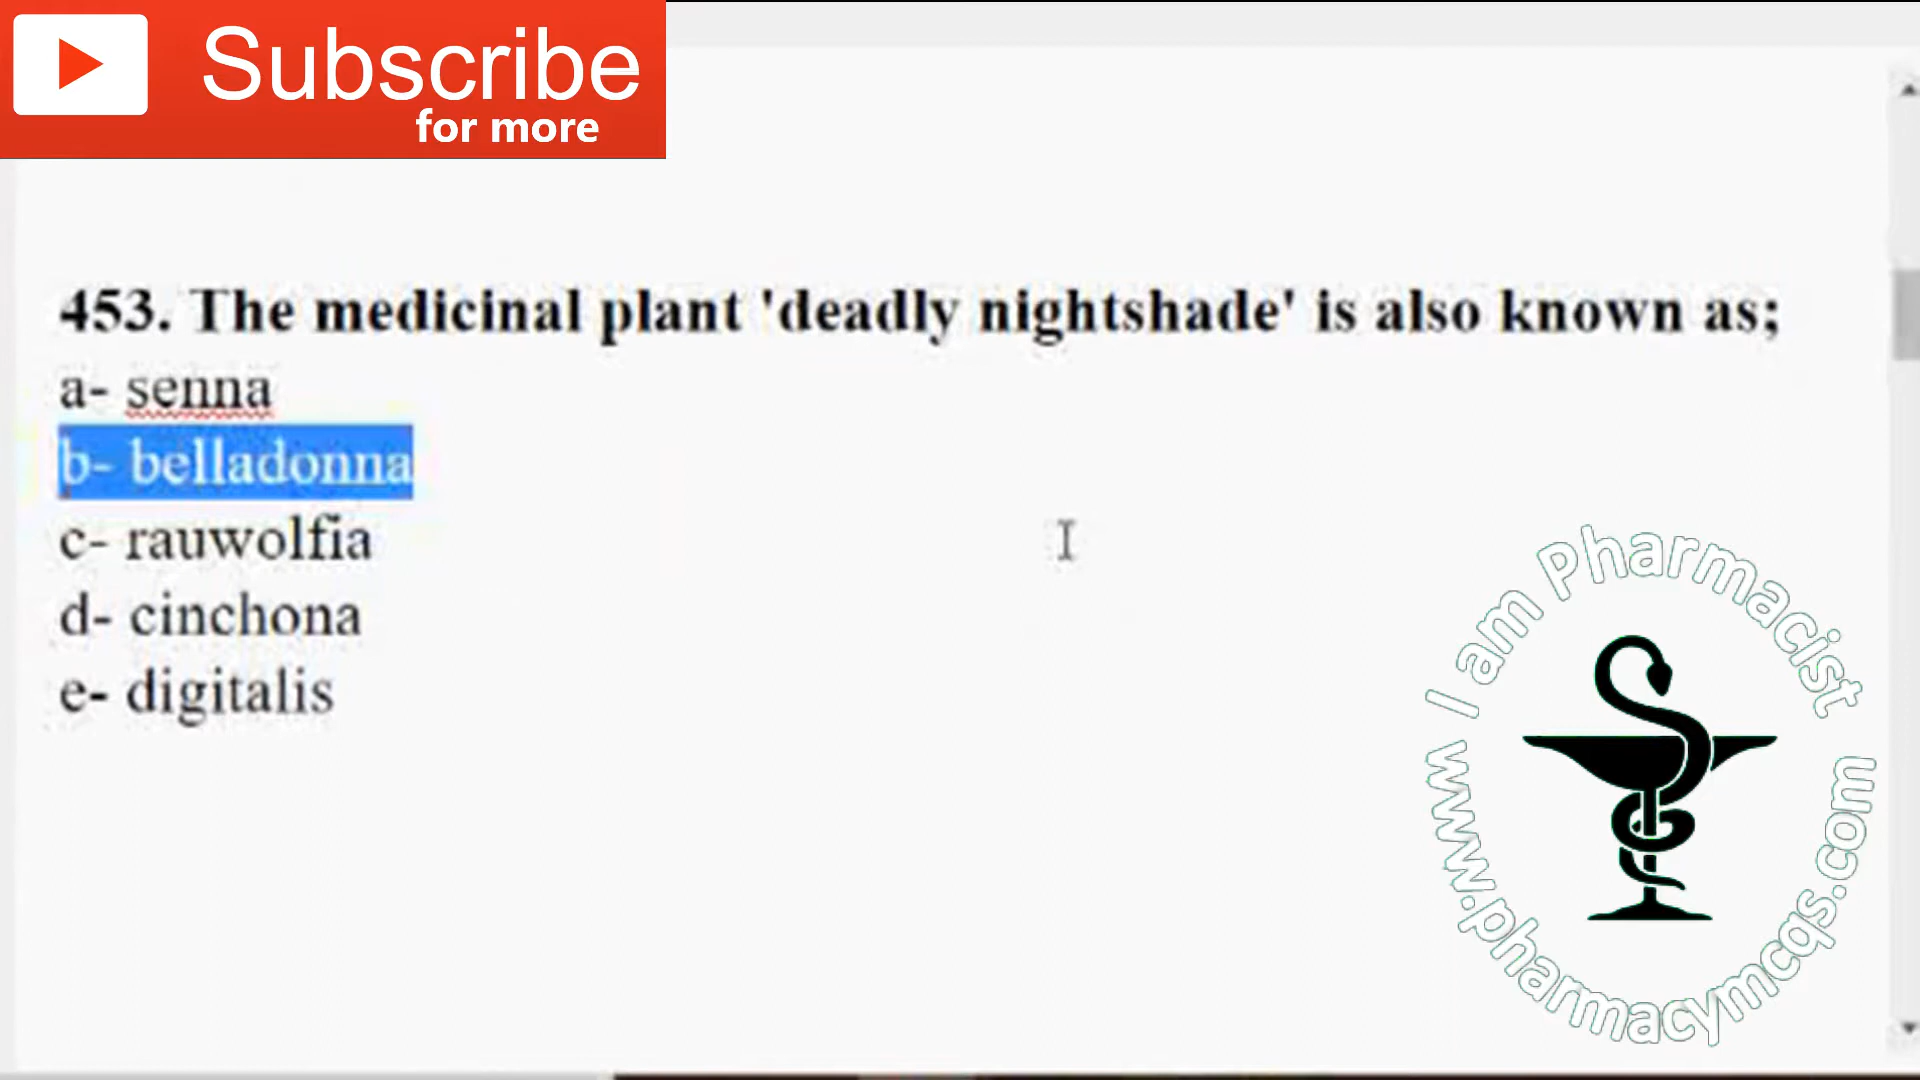 Subscribe
for more
453. The medicinal plant 'deadly nightshade' is also known as;
a- senna
b- belladonna
c- rauwolfia
d- cinchona
e- digitalis
I am Pharmacist
www.pharmacymcqs.com